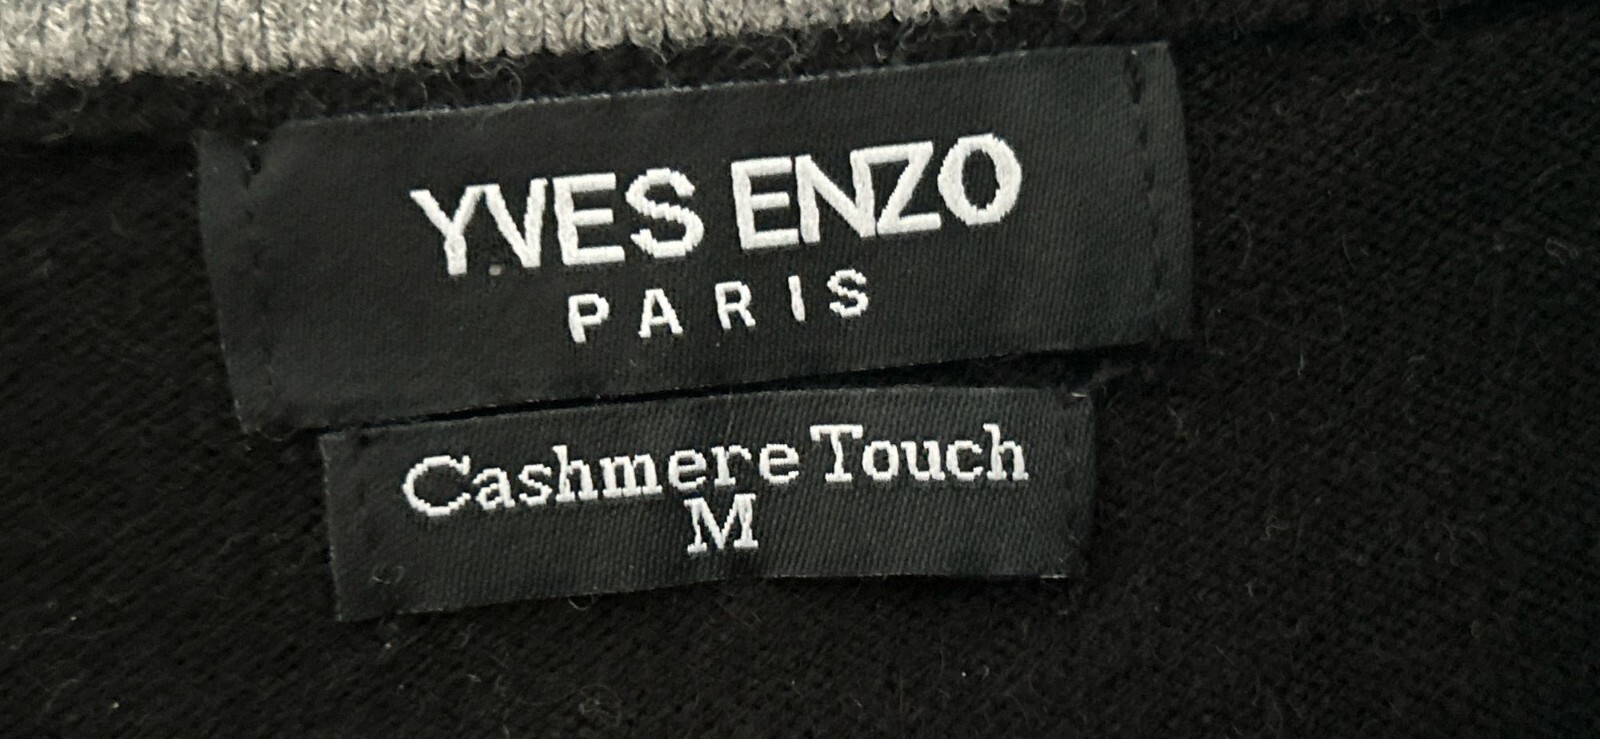 YVES ENZO
PARIS
Cashmere Touch
M